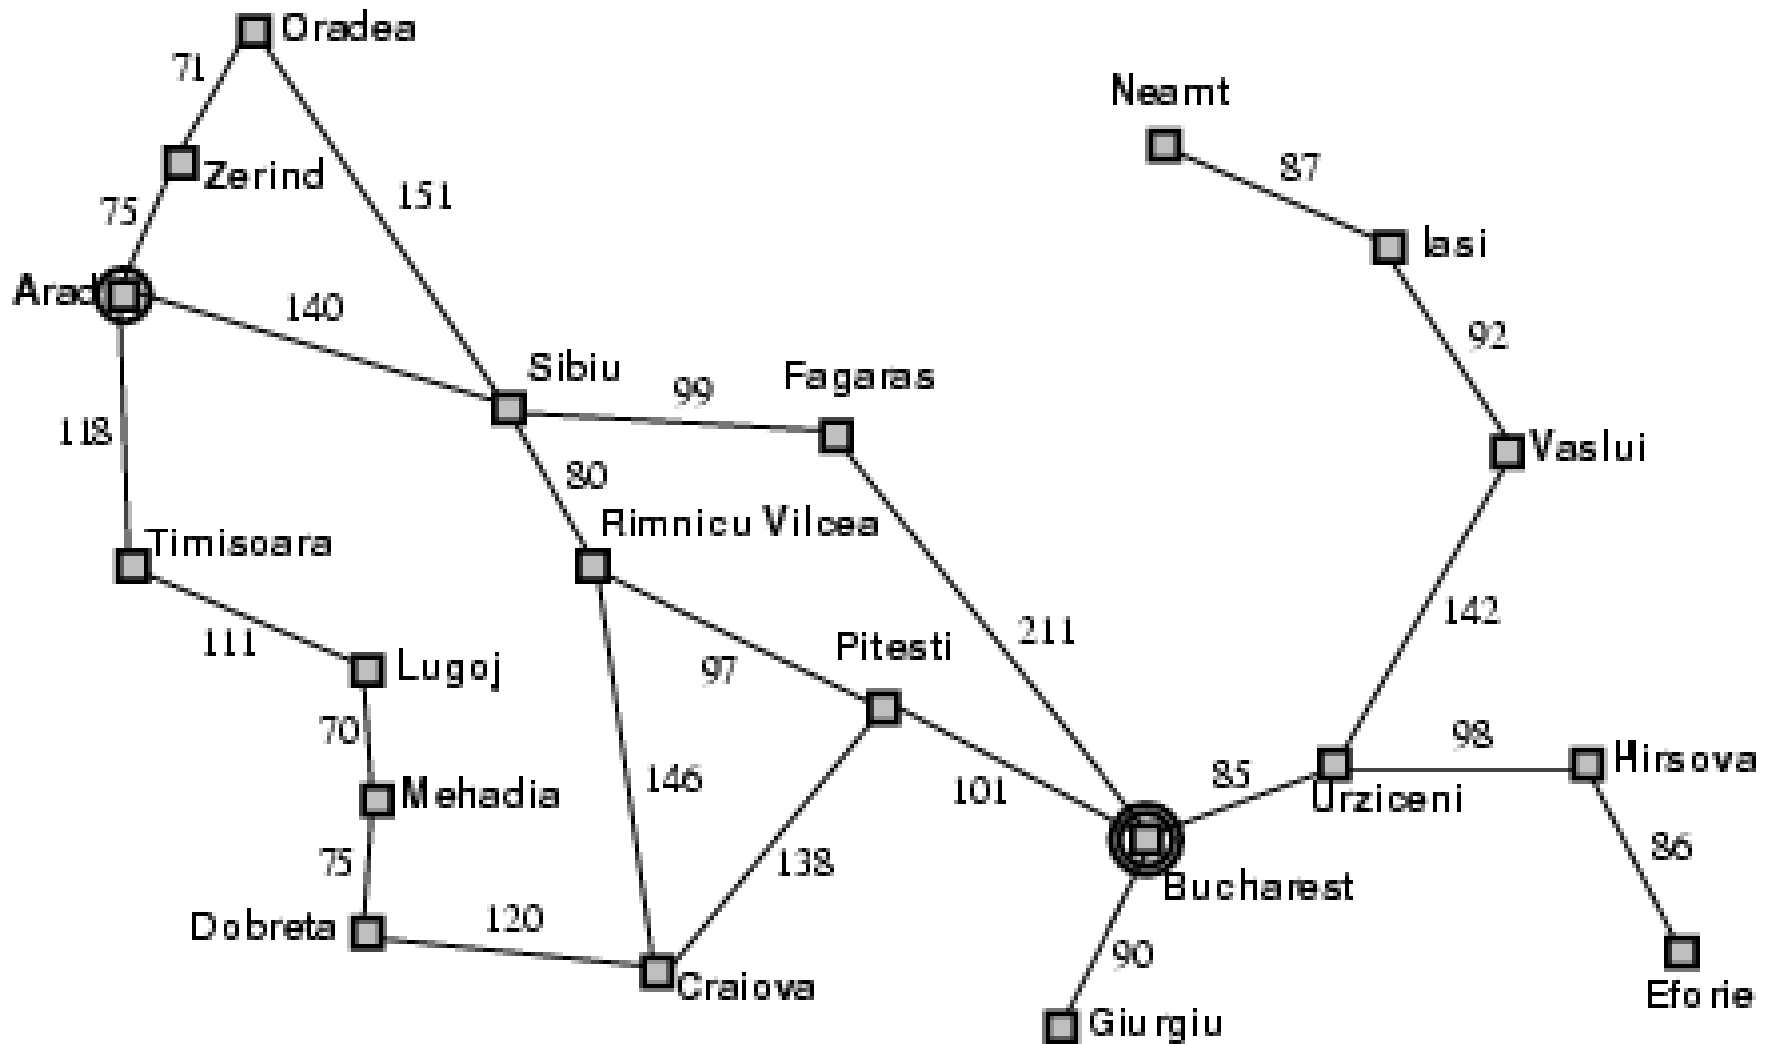 Oradea
71
Neamt
87
Zerind
151
75
Iasi
Arad
140
92
Sibiu
Fagaras
99
118
Vaslui
80
Rimnicu Vilcea
Timisoara
142
211
111
Pitesti
Lugoj
97
70
98
Hirsova
146
85
101
Urziceni
Mehadia
86
75
138
Bucharest
Dobreta
120
90
Craiova
Eforie
Giurgiu